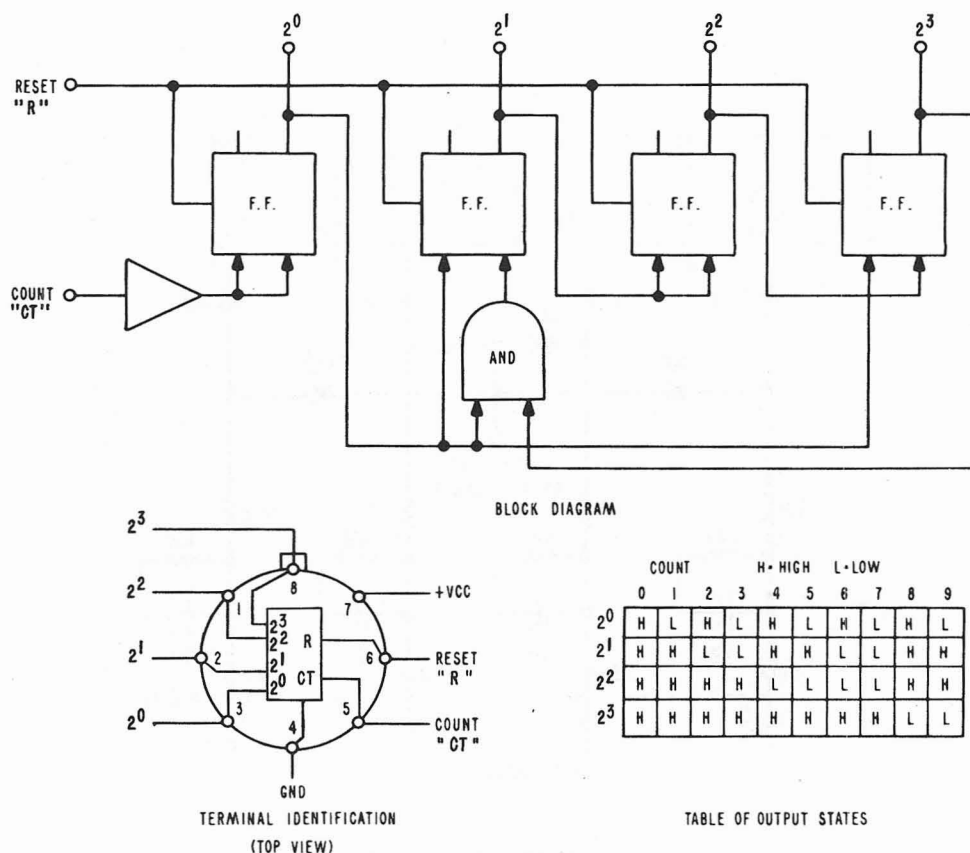 2⁰ 2¹ 2² 2³
RESET
"R"
F.F. F.F. F.F. F.F.
COUNT
"CT"
AND
BLOCK DIAGRAM
2³
2² 1 8 7 +VCC
2³
2²
2¹ 2 2¹ R 6 RESET
"R"
2⁰ CT
2⁰ 3 4 5 COUNT
"CT"
GND
TERMINAL IDENTIFICATION
(TOP VIEW)
COUNT H=HIGH L=LOW
0 1 2 3 4 5 6 7 8 9
2⁰ H L H L H L H L H L
2¹ H H L L H H L L H H
2² H H H H L L L L H H
2³ H H H H H H H H L L
TABLE OF OUTPUT STATES